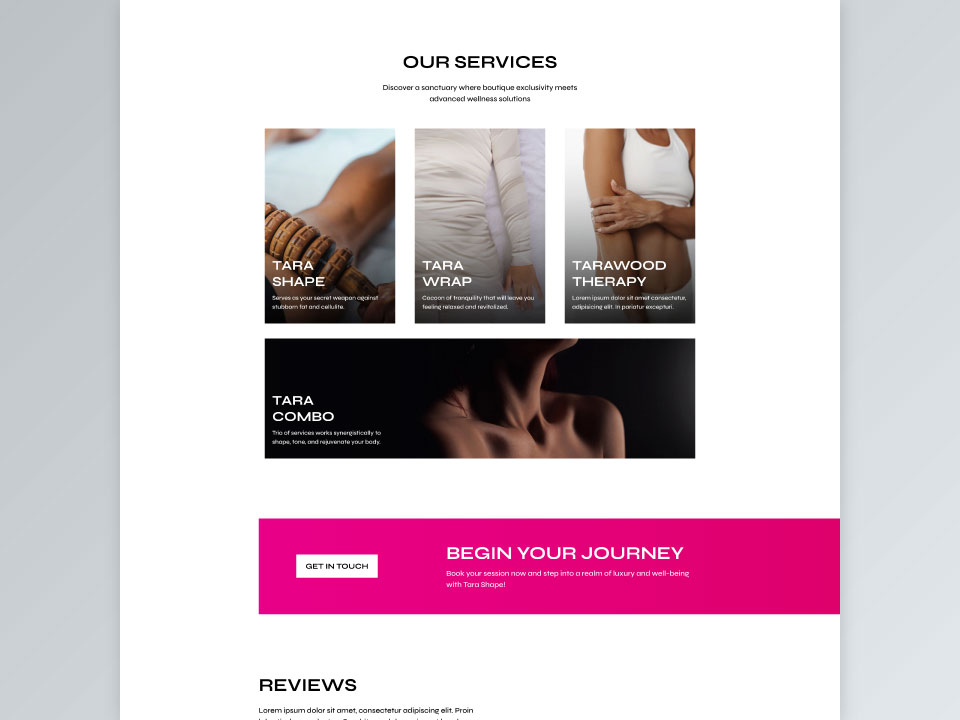 OUR SERVICES
Discover a sanctuary where boutique exclusivity meets
advanced wellness solutions
TARA
SHAPE
Serves as your secret weapon against
stubborn fat and cellulite.
TARA
WRAP
Cocoon of tranquility that will leave you
feeling relaxed and revitalized.
TARAWOOD
THERAPY
Lorem ipsum dolor sit amet consectetur,
adipisicing elit. In pariatur excepturi.
TARA
COMBO
Trio of services works synergistically to
shape, tone, and rejuvenate your body.
GET IN TOUCH
BEGIN YOUR JOURNEY
Book your session now and step into a realm of luxury and well-being
with Tara Shape!
REVIEWS
Lorem ipsum dolor sit amet, consectetur adipiscing elit. Proin